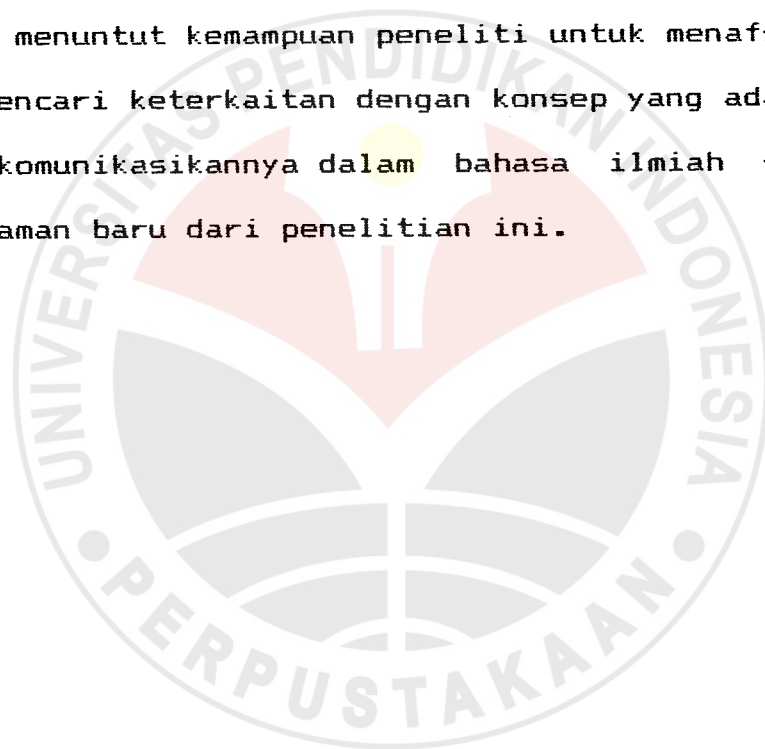 menuntut kemampuan peneliti untuk menaf
encari keterkaitan dengan konsep yang ad
komunikasikannya dalam bahasa ilmiah
aman baru dari penelitian ini.
UNIVERSITAS PENDIDIKAN INDONESIA
PERPUSTAKAAN